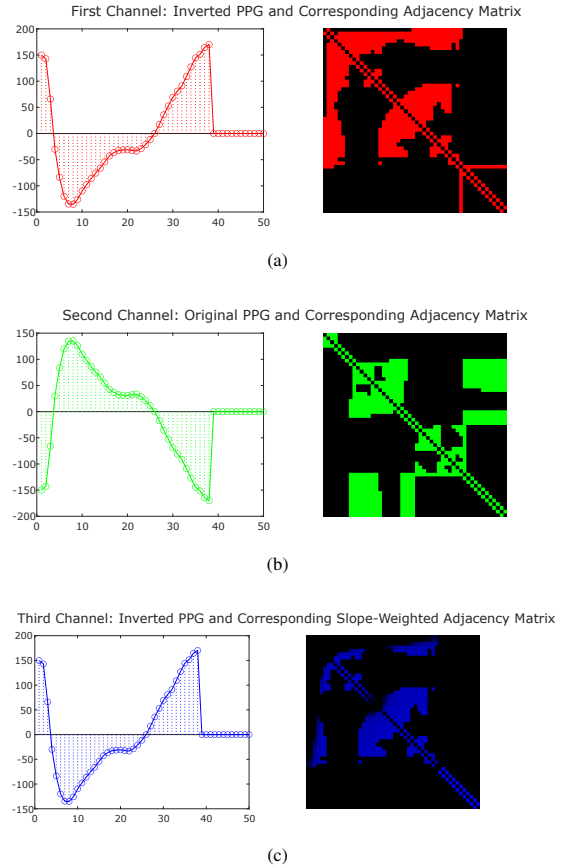 First Channel: Inverted PPG and Corresponding Adjacency Matrix
200
150
100
50
0
-50
-100
-150
0 10 20 30 40 50
(a)
Second Channel: Original PPG and Corresponding Adjacency Matrix
150
100
50
0
-50
-100
-150
-200
0 10 20 30 40 50
(b)
Third Channel: Inverted PPG and Corresponding Slope-Weighted Adjacency Matrix
200
150
100
50
0
-50
-100
-150
0 10 20 30 40 50
(c)